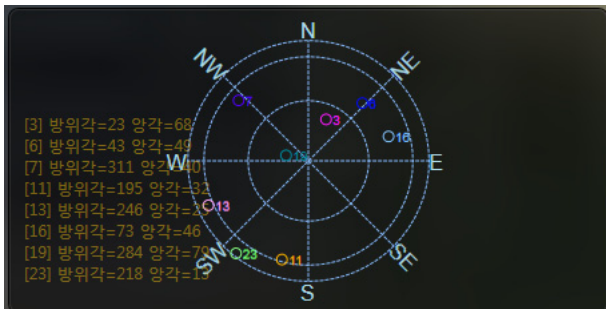 N
NW
NE
7
6
3
[3] 방위각=23 앙각=68
16
[6] 방위각=43 앙각=49
19
[7] 방위각=311 앙각=40
W
E
[11] 방위각=195 앙각=32
[13] 방위각=246 앙각=25
13
[16] 방위각=73 앙각=46
[19] 방위각=284 앙각=79
SW
23
11
SE
[23] 방위각=218 앙각=13
S